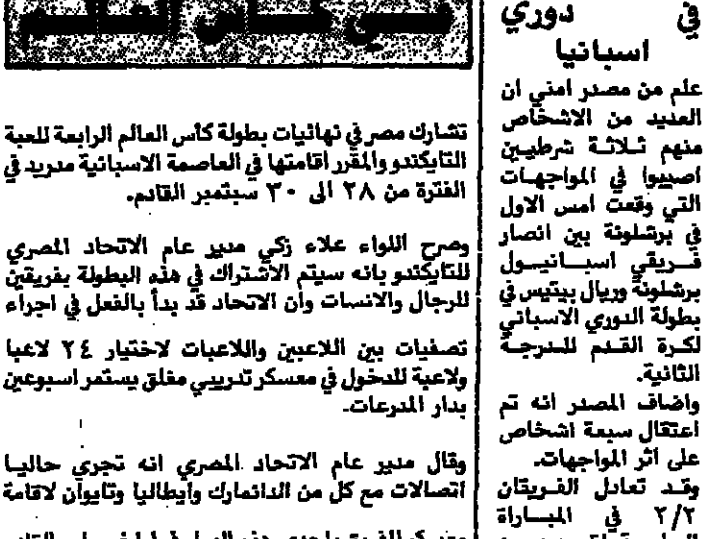 في دوري
اسبانيا
علم من مصدر امني ان
العديد من الاشخاص
منهم ثلاثة شرطيين
اصيبوا في المواجهات
التي وقعت امس الاول
في برشلونة بين انصار
فريقي اسبانيول
برشلونة وريال بيتيس في
بطولة الدوري الاسباني
لكرة القدم للدرجة
الثانية.
واضاف المصدر انه تم
اعتقال سبعة اشخاص
على اثر المواجهات.
وقد تعادل الفريقان
٢/٢ في المباراة
في كأس العالم
تشارك مصر في نهائيات بطولة كأس العالم الرابعة للعبة
التايكندو والمقرر اقامتها في العاصمة الاسبانية مدريد في
الفترة من ٢٨ الى ٣٠ سبتمبر القادم.
وصرح اللواء علاء زكي مدير عام الاتحاد المصري
للتايكندو بانه سيتم الاشتراك في هذه البطولة بفريقين
للرجال والانسات وأن الاتحاد قد بدأ بالفعل في اجراء
تصفيات بين اللاعبين واللاعبات لاختيار ٢٤ لاعبا
ولاعبة للدخول في معسكر تدريبي مغلق يستمر اسبوعين
بدار المدرعات.
وقال مدير عام الاتحاد المصري انه تجري حاليا
اتصالات مع كل من الدانمارك وإيطاليا وتايوان لاقامة